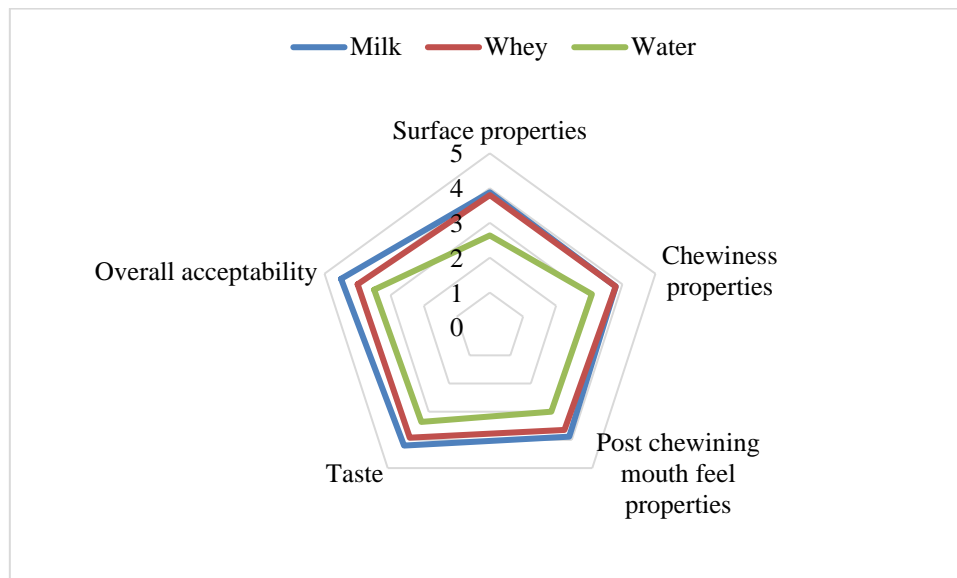 Milk Whey Water
Surface properties
5
4
3
2
1
0
Chewiness
properties
Post chewining
mouth feel
properties
Taste
Overall acceptability